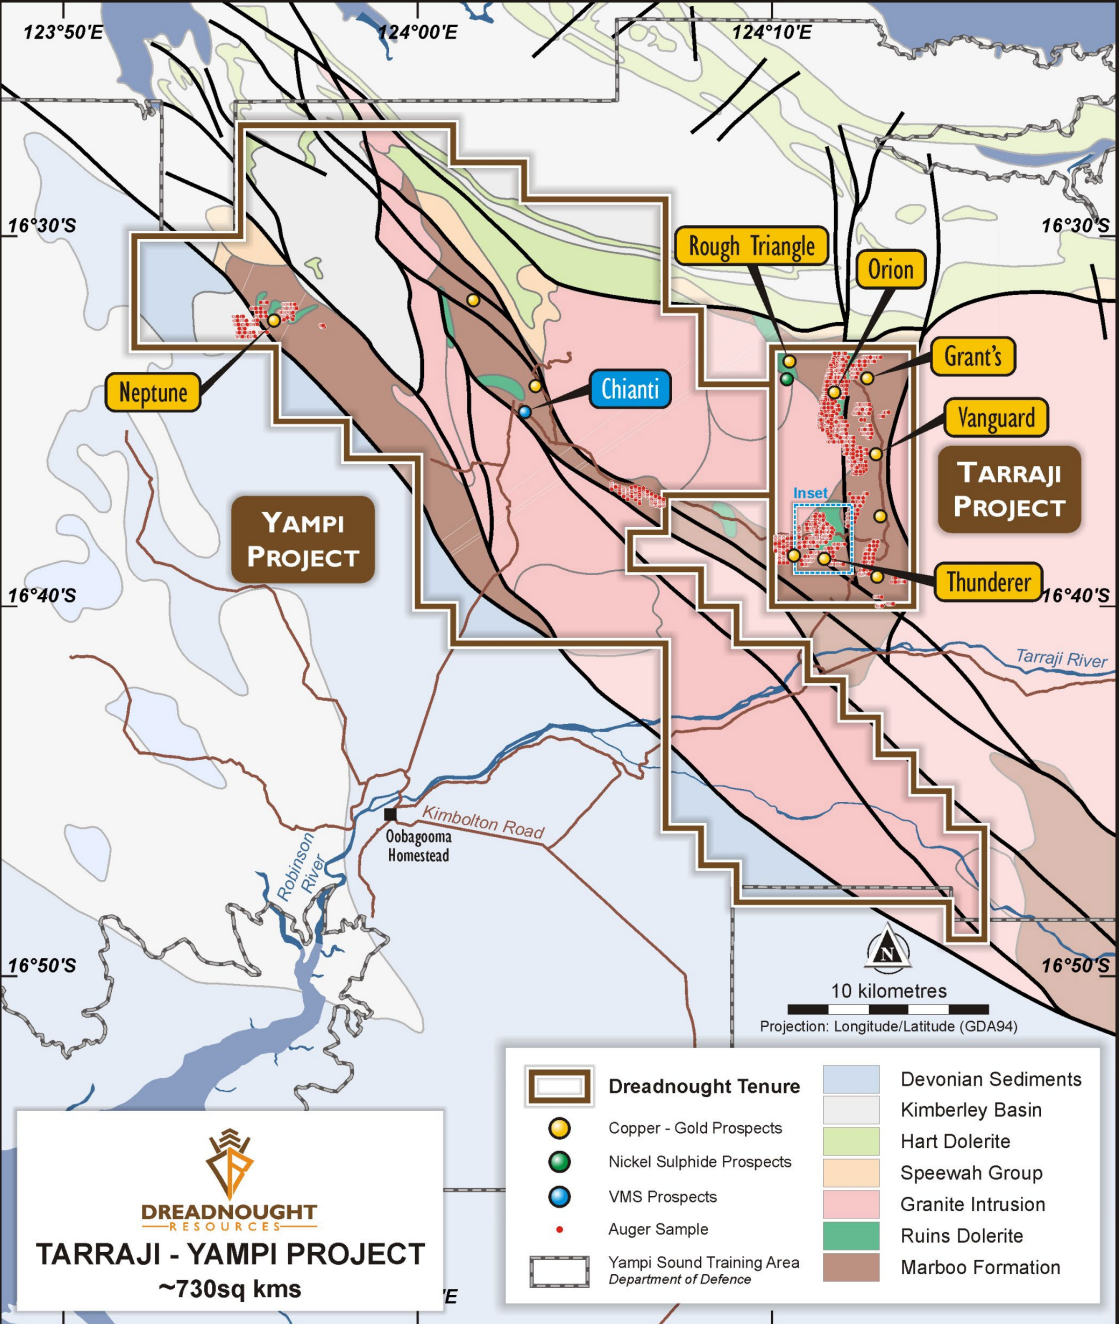 123°50'E
124°00'E
124°10'E
16°30'S
16°30'S
Rough Triangle
Orion
Grant's
Neptune
Chianti
Vanguard
TARRAJI
PROJECT
Inset
YAMPI
PROJECT
Thunderer
16°40'S
16°40'S
Tarraji River
Kimbolton Road
Oobagooma
Homestead
Robinson
River
16°50'S
16°50'S
N
10 kilometres
Projection: Longitude/Latitude (GDA94)
Dreadnought Tenure
Copper - Gold Prospects
Nickel Sulphide Prospects
VMS Prospects
Auger Sample
Yampi Sound Training Area
Department of Defence
Devonian Sediments
Kimberley Basin
Hart Dolerite
Speewah Group
Granite Intrusion
Ruins Dolerite
Marboo Formation
DREADNOUGHT
RESOURCES
TARRAJI - YAMPI PROJECT
~730sq kms
'E